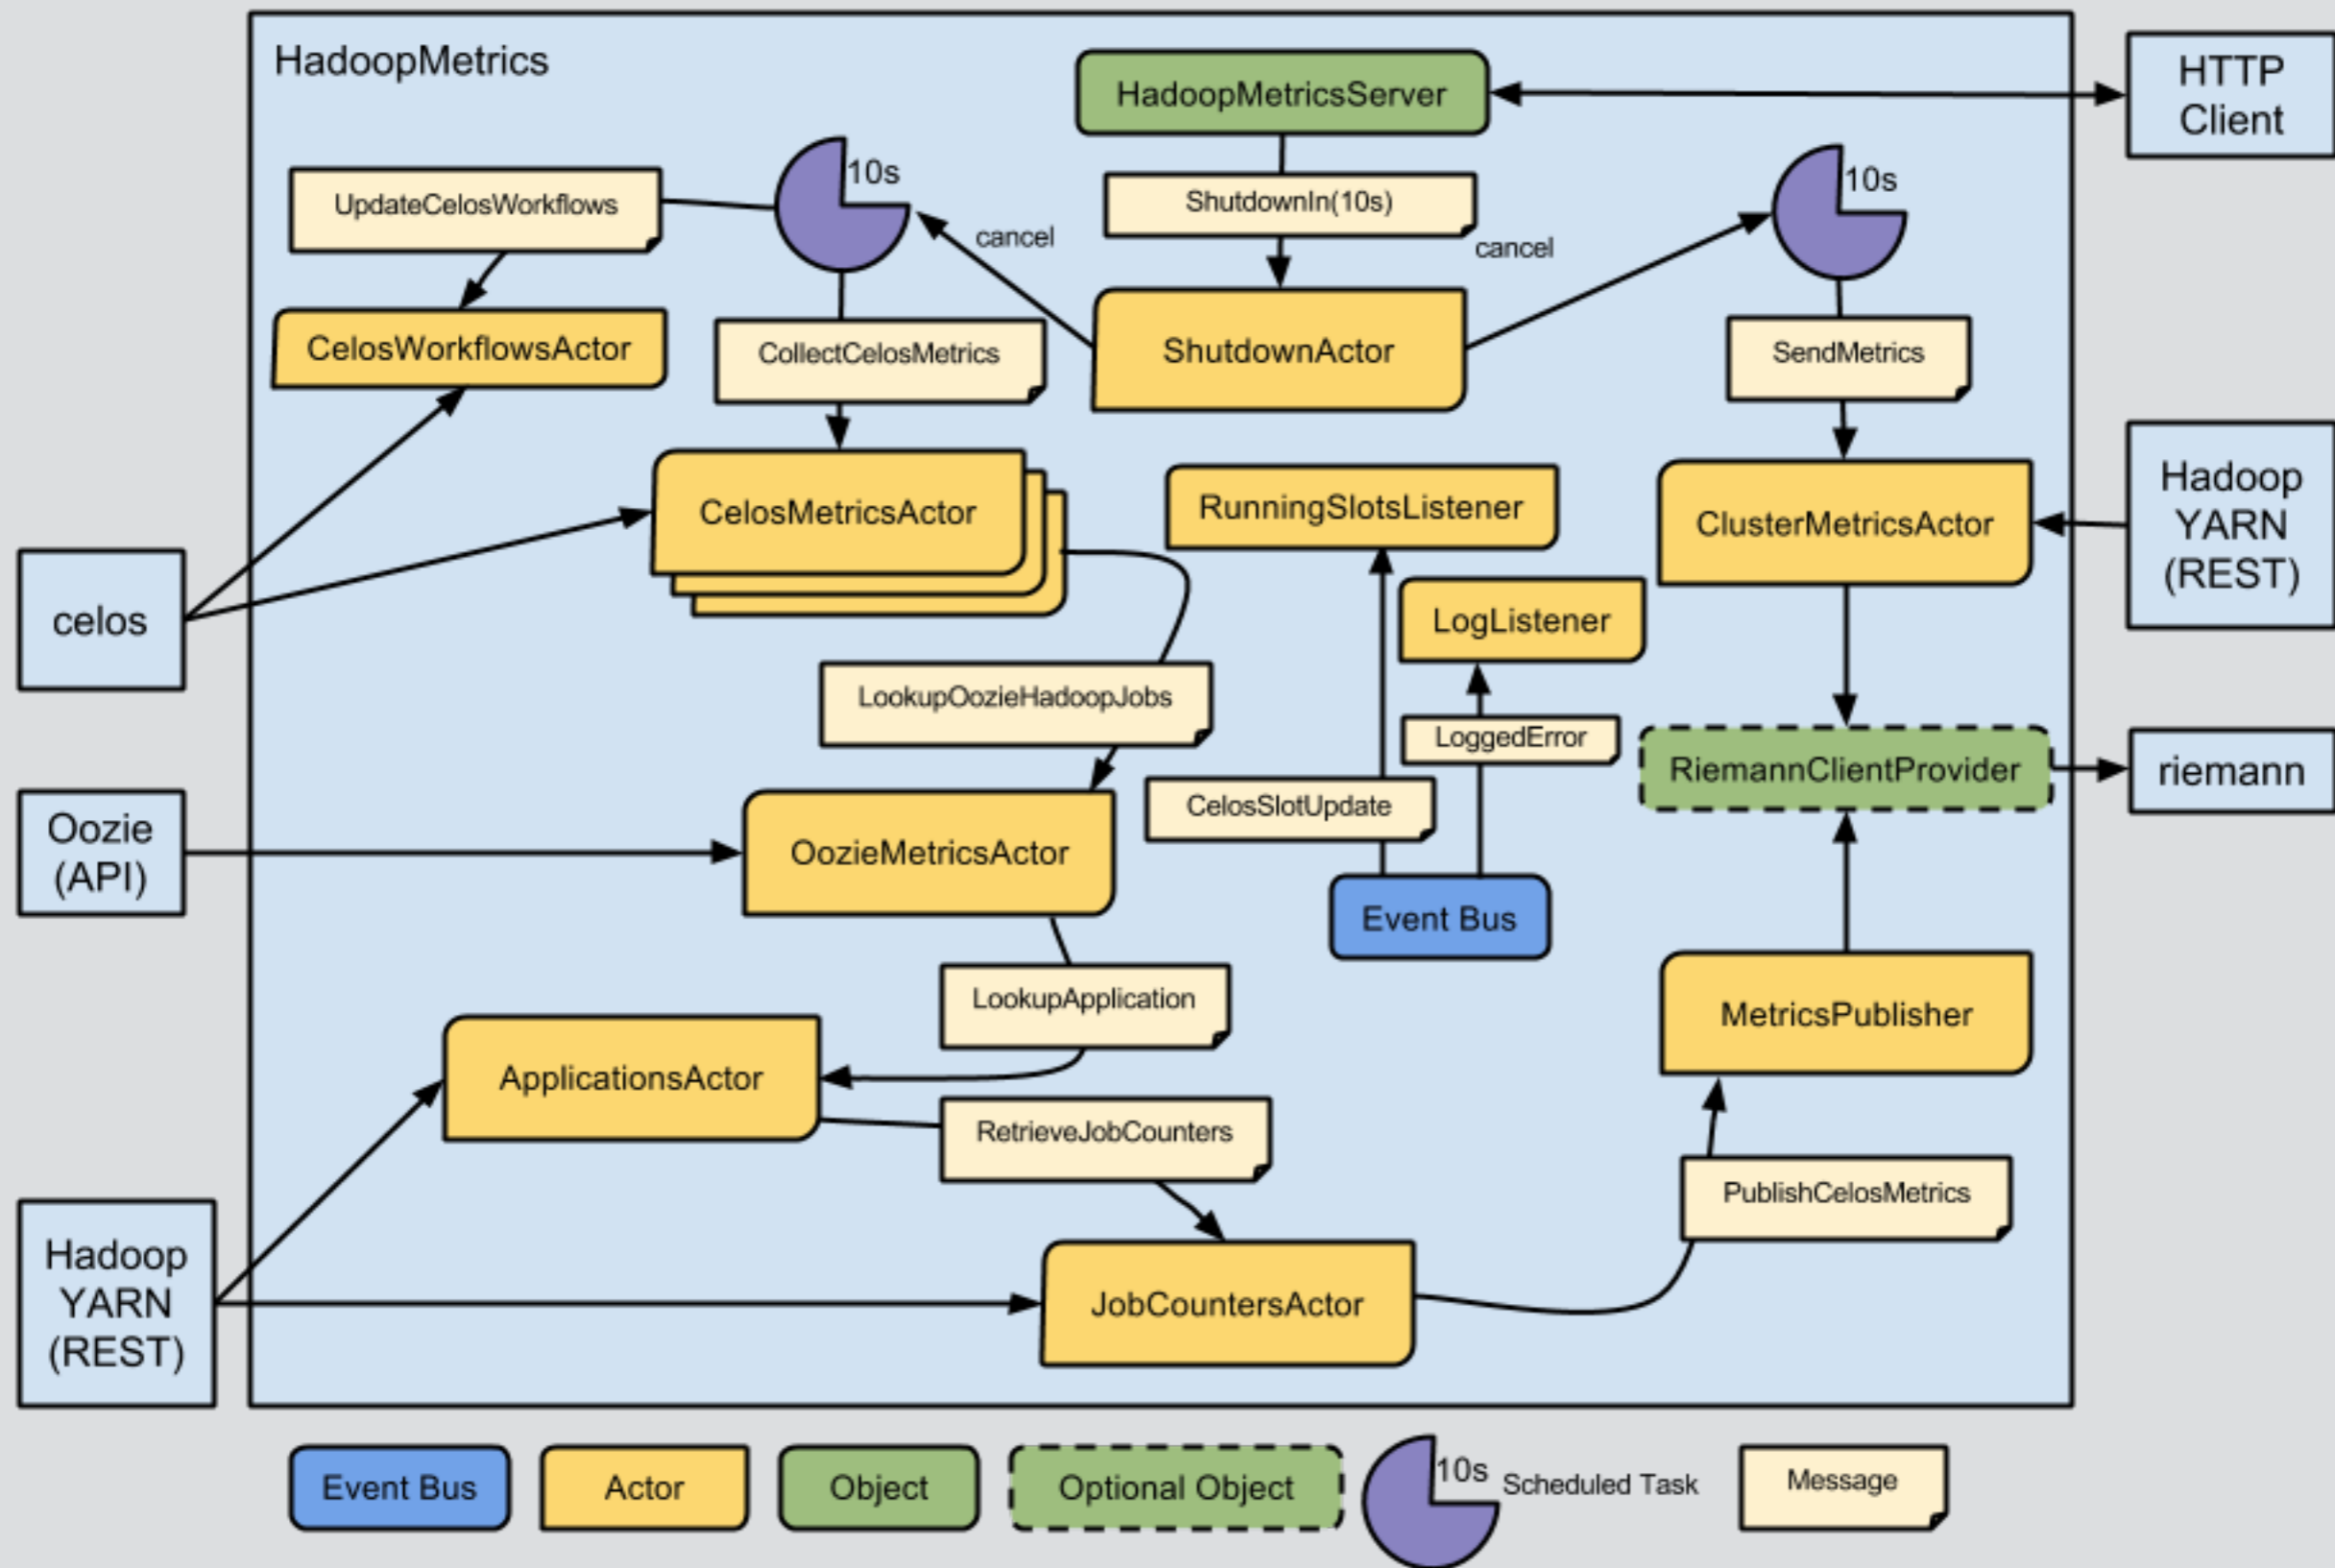 HadoopMetrics
HadoopMetricsServer
HTTP
Client
10s
UpdateCelosWorkflows
ShutdownIn(10s)
10s
cancel
cancel
CelosWorkflowsActor
CollectCelosMetrics
ShutdownActor
SendMetrics
CelosMetricsActor
RunningSlotsListener
ClusterMetricsActor
Hadoop
YARN
(REST)
celos
LogListener
LookupOozieHadoopJobs
LoggedError
RiemannClientProvider
riemann
CelosSlotUpdate
Oozie
(API)
OozieMetricsActor
Event Bus
LookupApplication
MetricsPublisher
ApplicationsActor
RetrieveJobCounters
PublishCelosMetrics
Hadoop
YARN
(REST)
JobCountersActor
Event Bus
Actor
Object
Optional Object
10s
Scheduled Task
Message